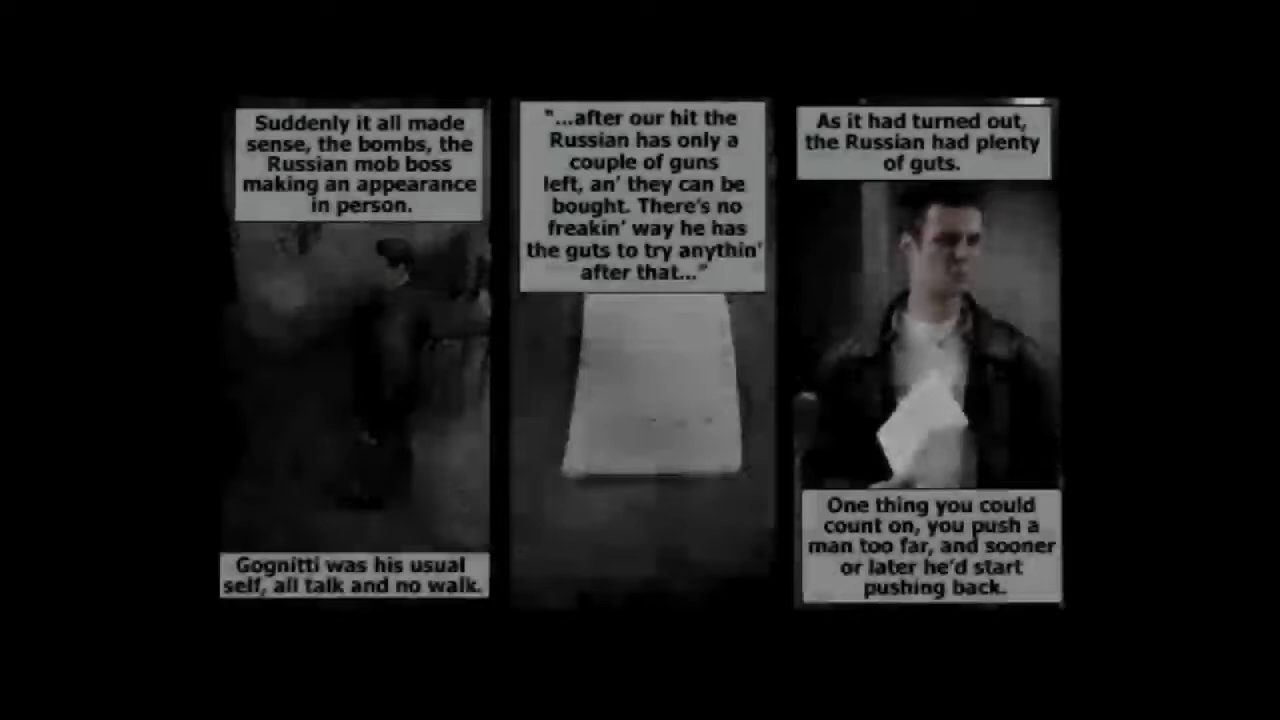 Suddenly it all made
sense, the bombs, the
Russian mob boss
making an appearance
in person.
Gognitti was his usual
self, all talk and no walk.
"...after our hit the
Russian has only a
couple of guns
left, an' they can be
bought. There's no
freakin' way he has
the guts to try anythin'
after that..."
As it had turned out,
the Russian had plenty
of guts.
One thing you could
count on, you push a
man too far, and sooner
or later he'd start
pushing back.